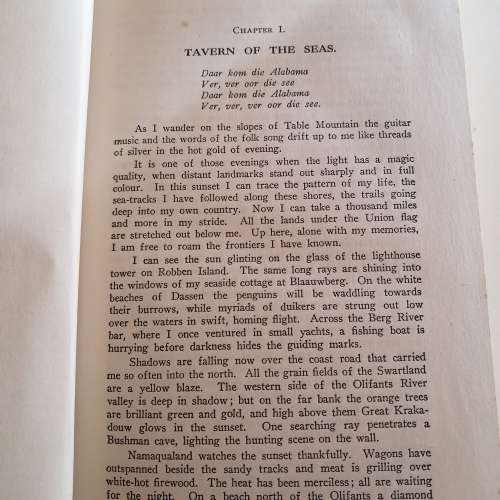 CHAPTER I.
TAVERN OF THE SEAS.
Daar kom die Alabama
Ver, ver oor die see
Daar kom die Alabama
Ver, ver, ver oor die see.
As I wander on the slopes of Table Mountain the guitar
music and the words of the folk song drift up to me like threads
of silver in the hot gold of evening.
It is one of those evenings when the light has a magic
quality, when distant landmarks stand out sharply and in full
colour. In this sunset I can trace the pattern of my life, the
sea-tracks I have followed along these shores, the trails going
deep into my own country. Now I can take a thousand miles
and more in my stride. All the lands under the Union flag
are stretched out below me. Up here, alone with my memories,
I am free to roam the frontiers I have known.
I can see the sun glinting on the glass of the lighthouse
tower on Robben Island. The same long rays are shining into
the windows of my seaside cottage at Blaauwberg. On the white
beaches of Dassen the penguins will be waddling towards
their burrows, while myriads of duikers are strung out low
over the waters in swift, homing flight. Across the Berg River
bar, where I once ventured in small yachts, a fishing boat is
hurrying before darkness hides the guiding marks.
Shadows are falling now over the coast road that carried
me so often into the north. All the grain fields of the Swartland
are a yellow blaze. The western side of the Olifants River
valley is deep in shadow; but on the far bank the orange trees
are brilliant green and gold, and high above them Great Kraka-
douw glows in the sunset. One searching ray penetrates a
Bushman cave, lighting the hunting scene on the wall.
Namaqualand watches the sunset thankfully. Wagons have
outspanned beside the sandy tracks and meat is grilling over
white-hot firewood. The heat has been merciless; all are waiting
for the night. On a beach north of the Olifants a diamond